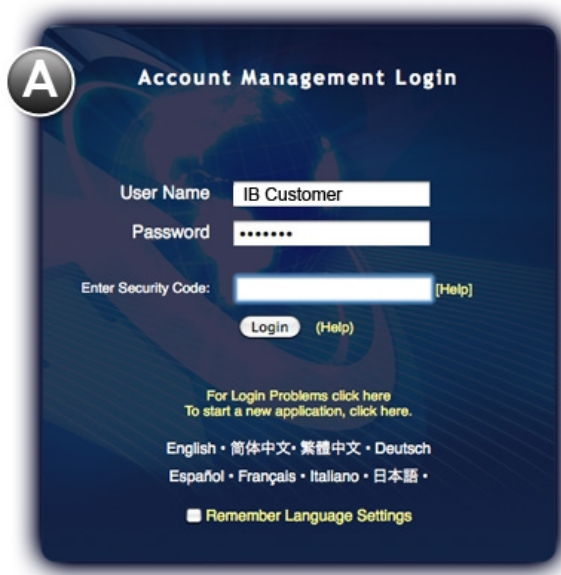 A
Account Management Login
User Name IB Customer
Password •••••••
Enter Security Code: [Help]
Login (Help)
For Login Problems click here
To start a new application, click here.
English • 简体中文• 繁體中文 • Deutsch
Español • Français • Italiano • 日本語 •
Remember Language Settings